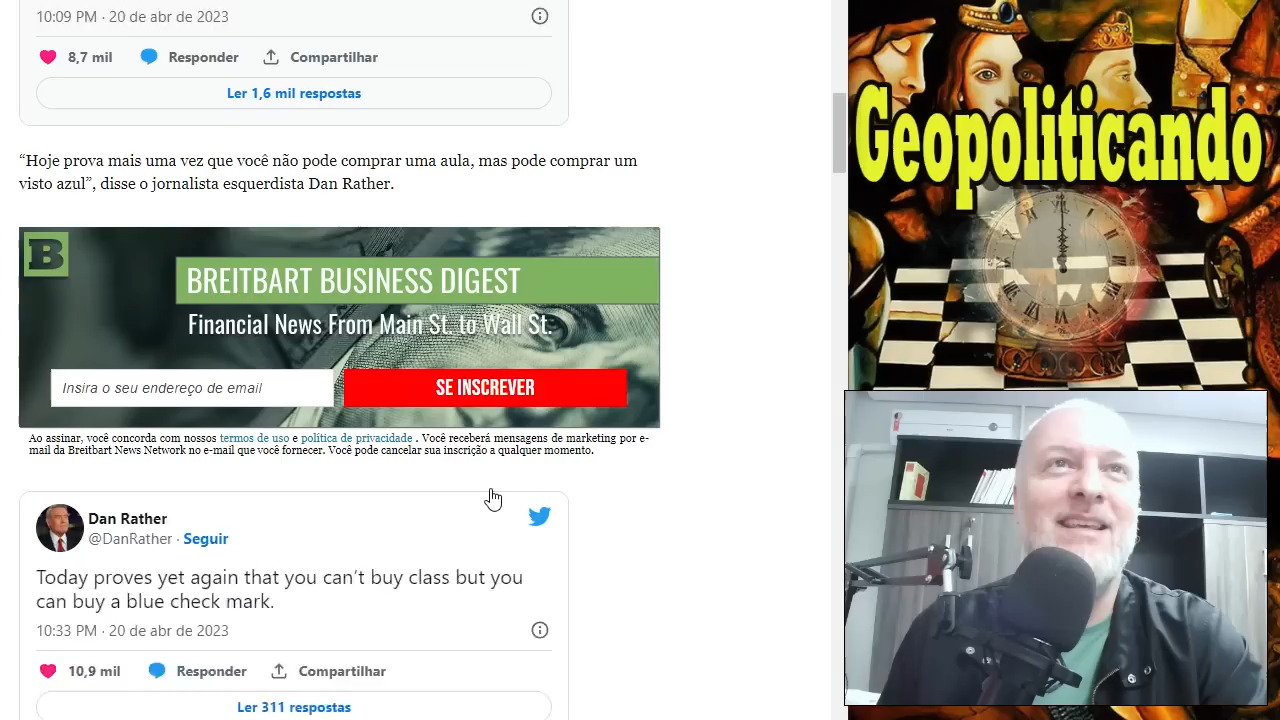 10:09 PM · 20 de abr de 2023
8,7 mil Responder Compartilhar
Ler 1,6 mil respostas
“Hoje prova mais uma vez que você não pode comprar uma aula, mas pode comprar um
visto azul”, disse o jornalista esquerdista Dan Rather.
B
BREITBART BUSINESS DIGEST
Financial News From Main St. to Wall St.
Insira o seu endereço de email
SE INSCREVER
Ao assinar, você concorda com nossos termos de uso e política de privacidade . Você receberá mensagens de marketing por e-
mail da Breitbart News Network no e-mail que você fornecer. Você pode cancelar sua inscrição a qualquer momento.
Dan Rather
@DanRather · Seguir
Today proves yet again that you can’t buy class but you
can buy a blue check mark.
10:33 PM · 20 de abr de 2023
10,9 mil Responder Compartilhar
Ler 311 respostas
Geopoliticando